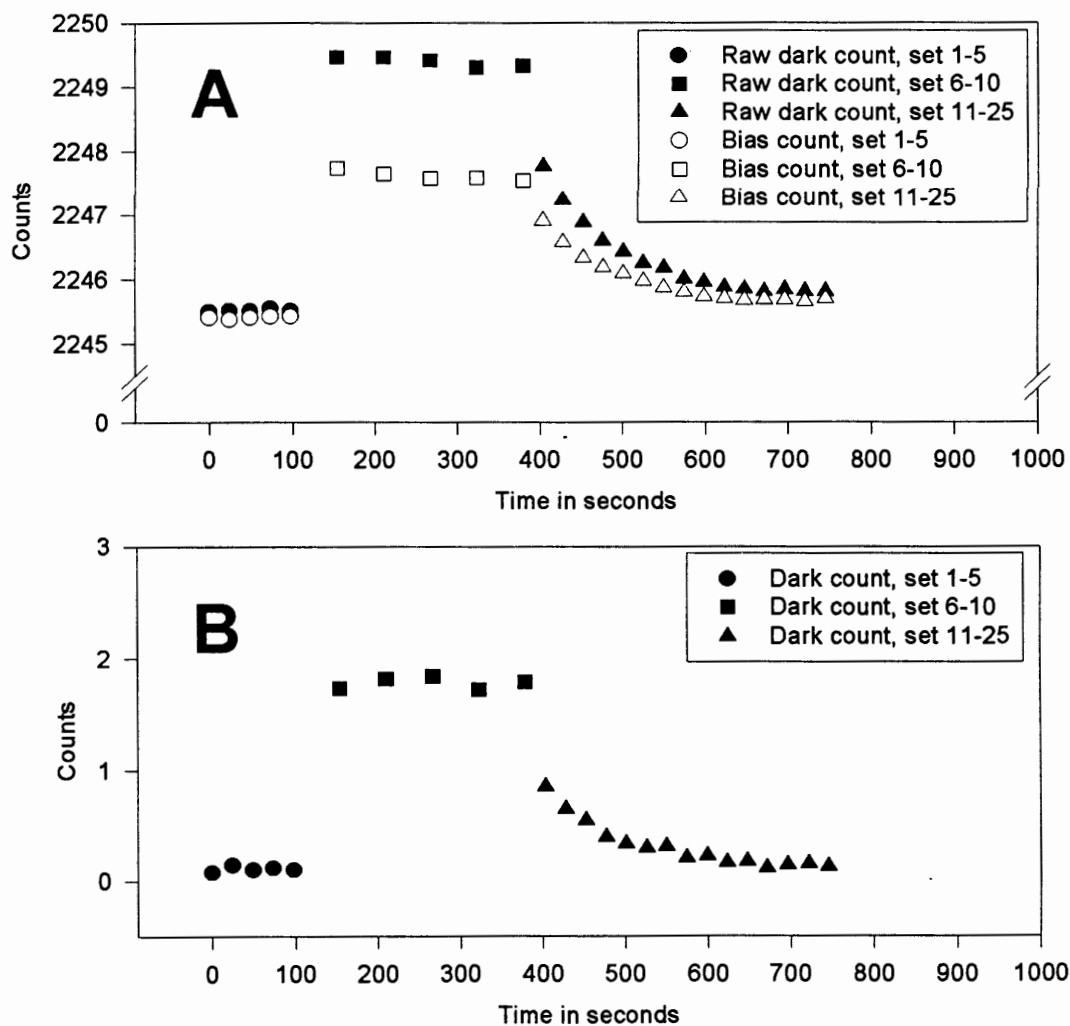 A
Counts
2250
2249
2248
2247
2246
2245
0
Raw dark count, set 1-5
Raw dark count, set 6-10
Raw dark count, set 11-25
Bias count, set 1-5
Bias count, set 6-10
Bias count, set 11-25
0 100 200 300 400 500 600 700 800 900 1000
Time in seconds
B
Counts
3
2
1
0
Dark count, set 1-5
Dark count, set 6-10
Dark count, set 11-25
0 100 200 300 400 500 600 700 800 900 1000
Time in seconds